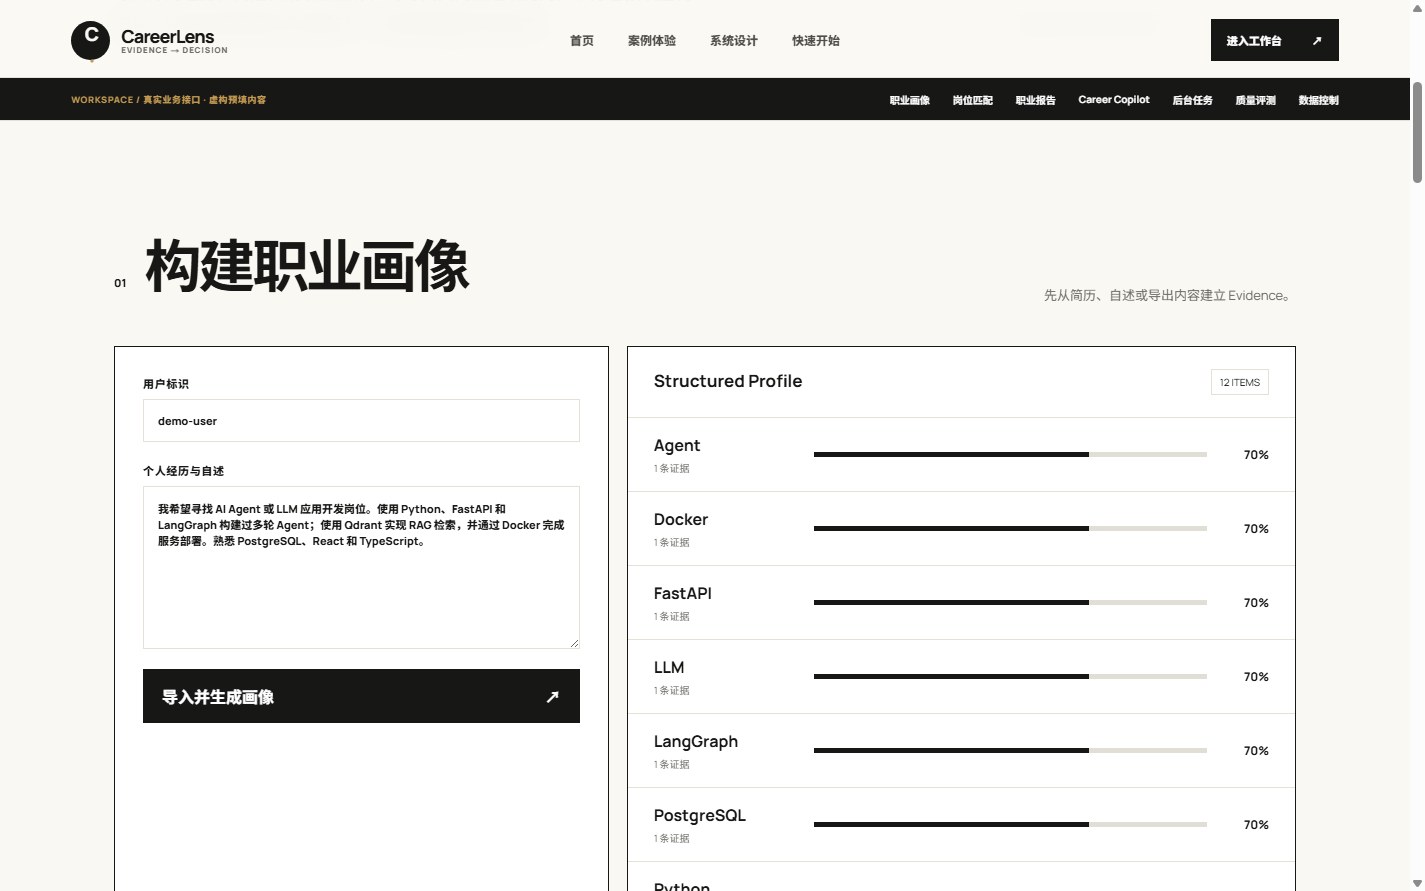 C
CareerLens
EVIDENCE → DECISION
首页
案例体验
系统设计
快速开始
进入工作台 ↗
WORKSPACE / 真实业务接口 · 虚构预填内容
职业画像
岗位匹配
职业报告
Career Copilot
后台任务
质量评测
数据控制
01
构建职业画像
先从简历、自述或导出内容建立 Evidence。
用户标识
demo-user
个人经历与自述
我希望寻找 AI Agent 或 LLM 应用开发岗位。使用 Python、FastAPI 和
LangGraph 构建过多轮 Agent；使用 Qdrant 实现 RAG 检索，并通过 Docker 完成
服务部署。熟悉 PostgreSQL、React 和 TypeScript。
导入并生成画像 ↗
Structured Profile
12 ITEMS
Agent
1 条证据
70%
Docker
1 条证据
70%
FastAPI
1 条证据
70%
LLM
1 条证据
70%
LangGraph
1 条证据
70%
PostgreSQL
1 条证据
70%
Python